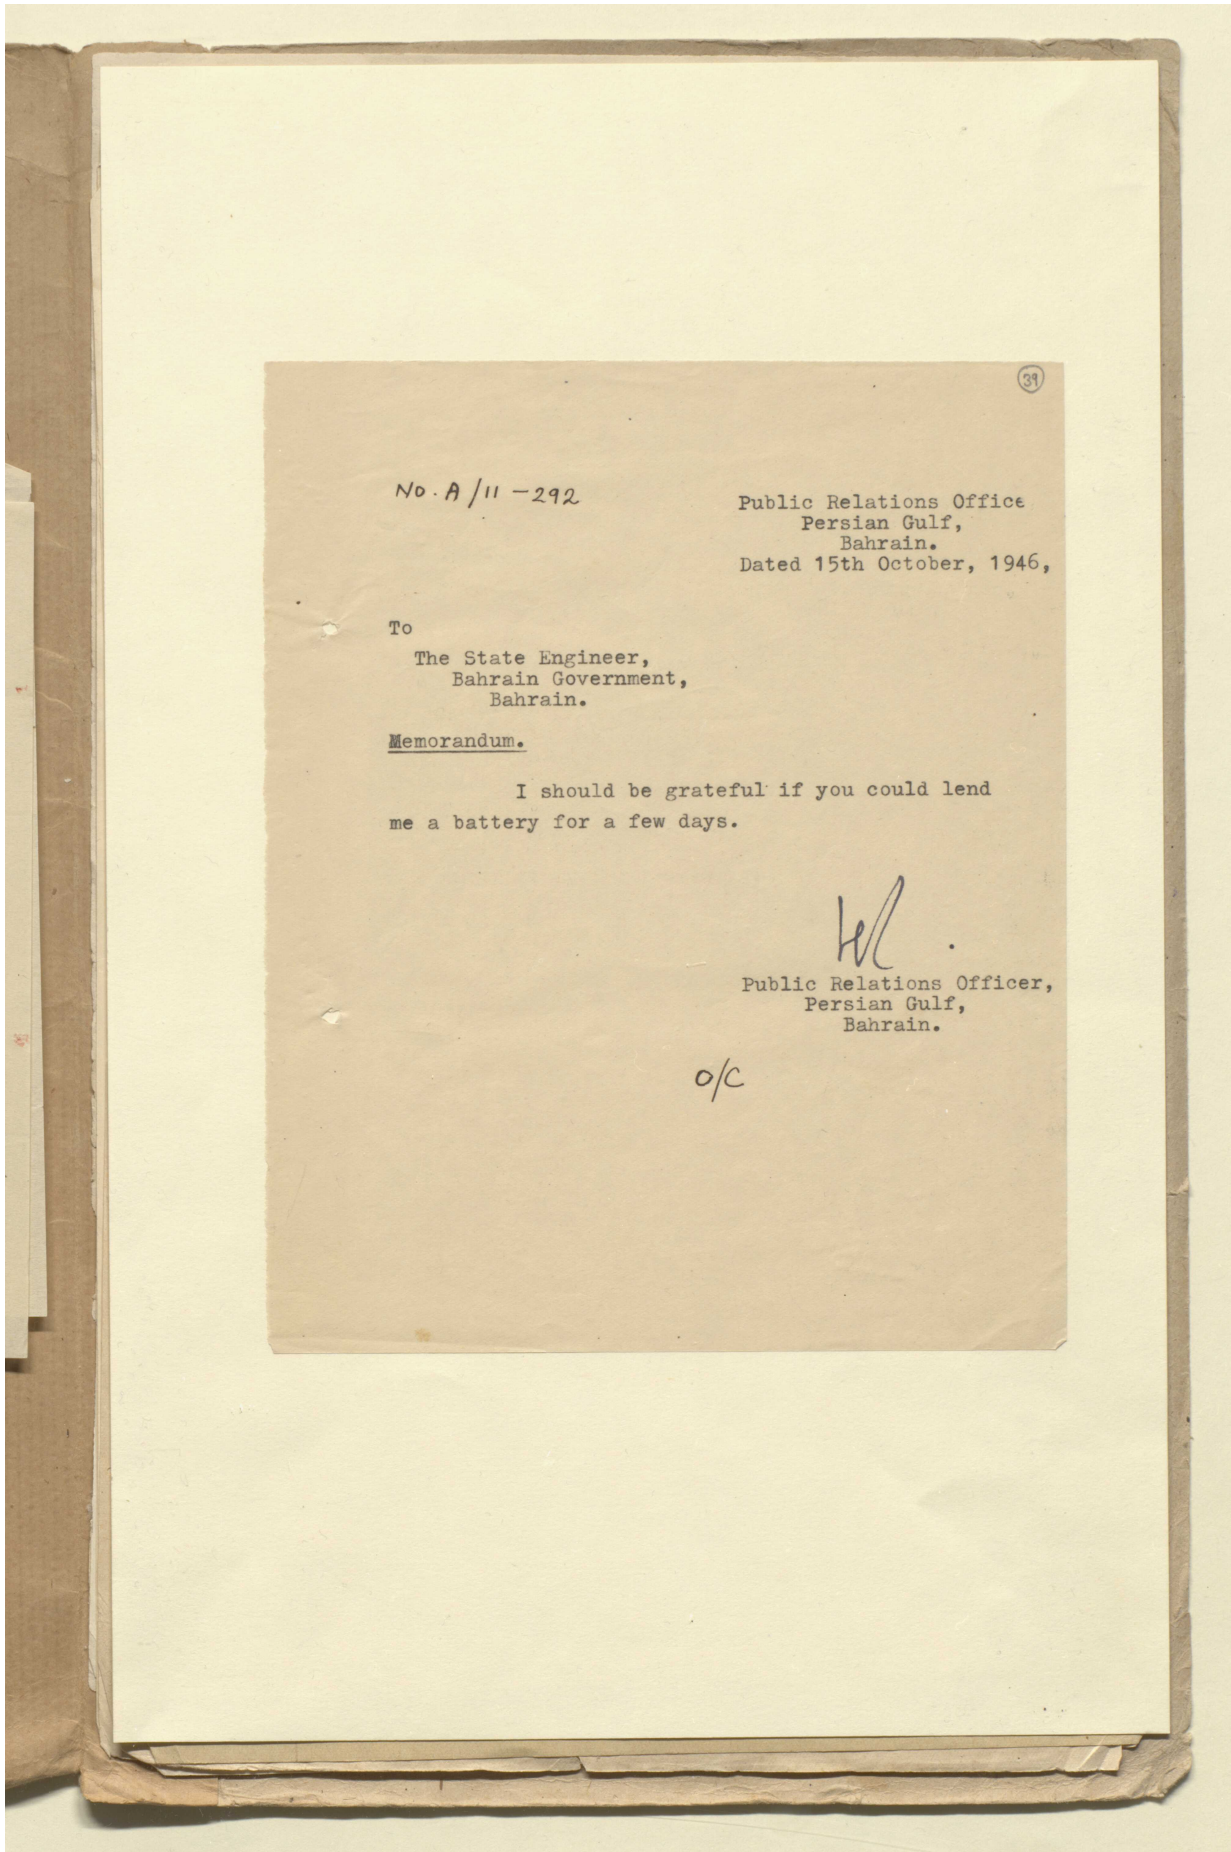 39
No. A/11-292
Public Relations Office
Persian Gulf,
Bahrain.
Dated 15th October, 1946,
To
The State Engineer,
Bahrain Government,
Bahrain.
Memorandum.
I should be grateful if you could lend
me a battery for a few days.
Public Relations Officer,
Persian Gulf,
Bahrain.
O/C